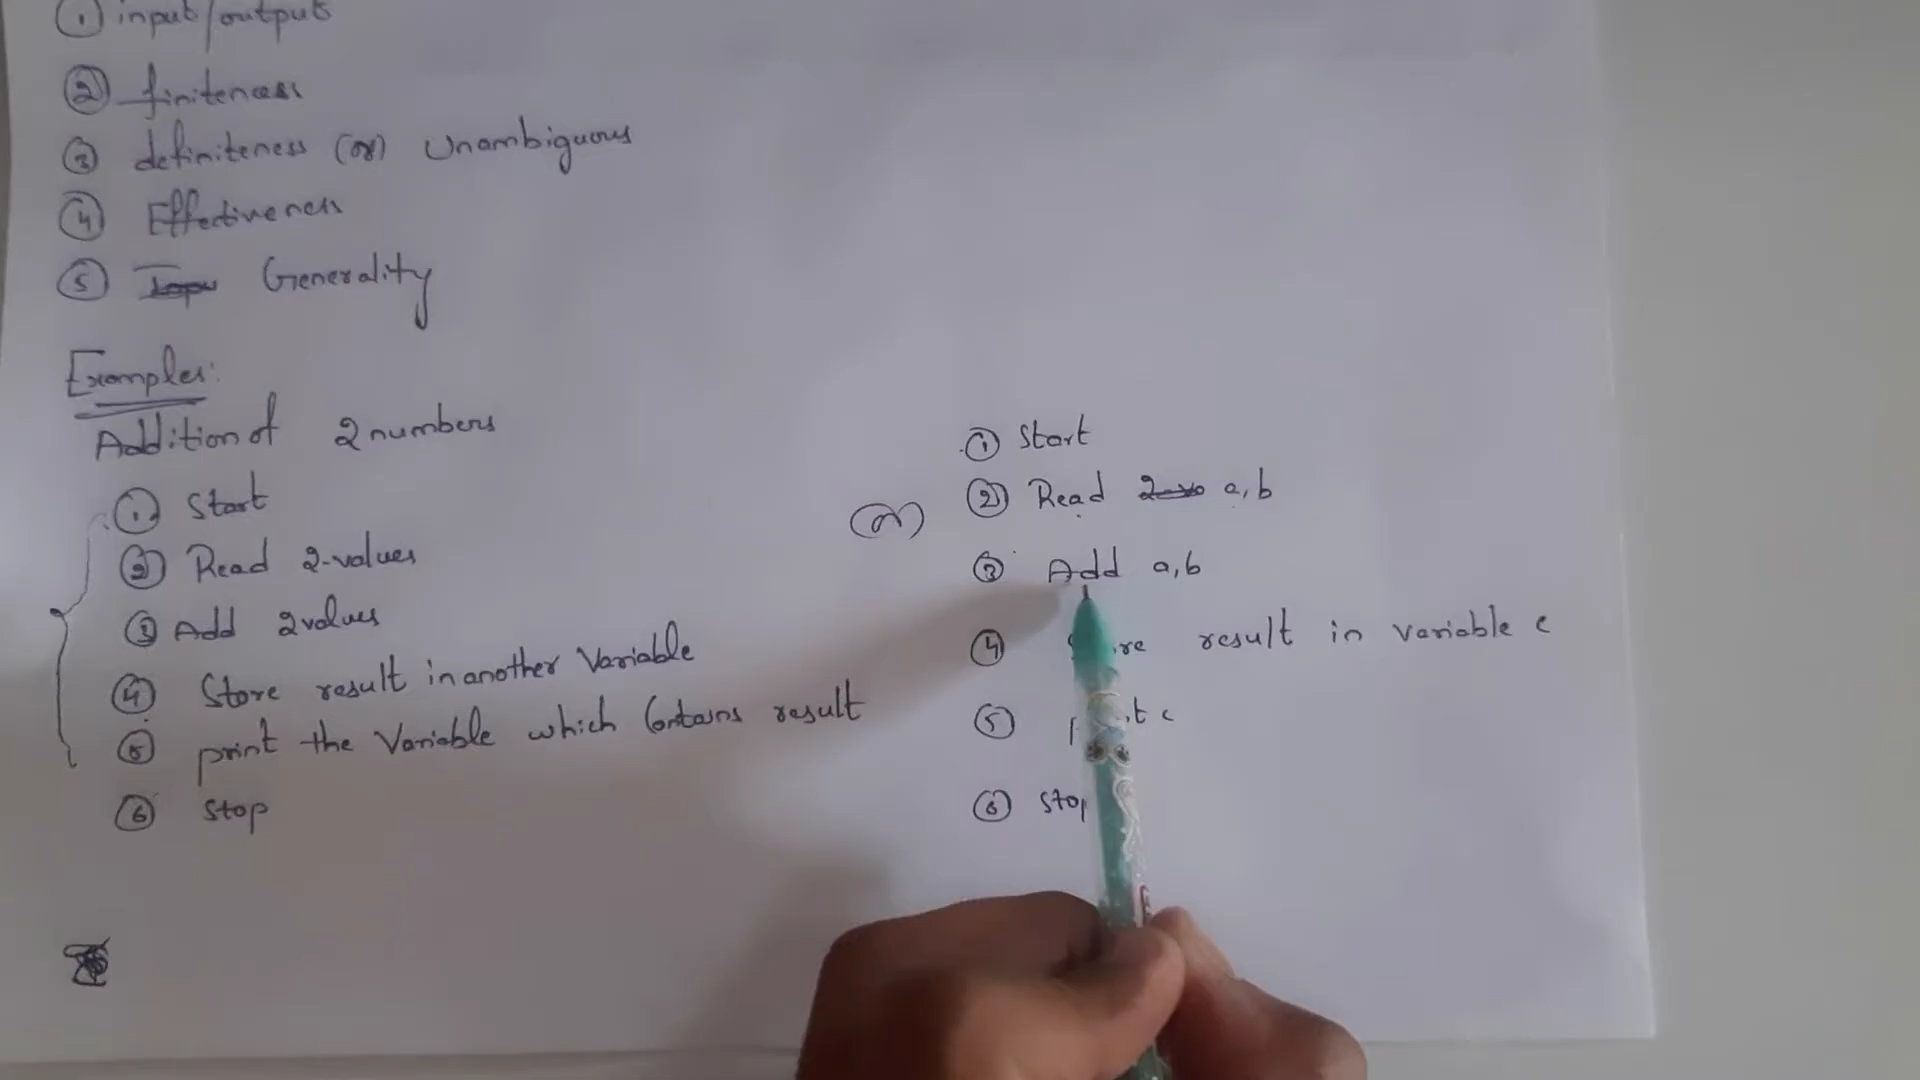 ① input/output
② finiteness
③ definiteness (or) Unambiguous
④ Effectiveness
⑤ Generality
Examples:
Addition of 2 numbers
① Start
② Read 2-values
③ Add 2values
④ Store result in another Variable
⑤ print the Variable which Contains result
⑥ Stop
(or)
① Start
② Read a, b
③ Add a, b
④ result in variable c
⑤ c
⑥ Stop